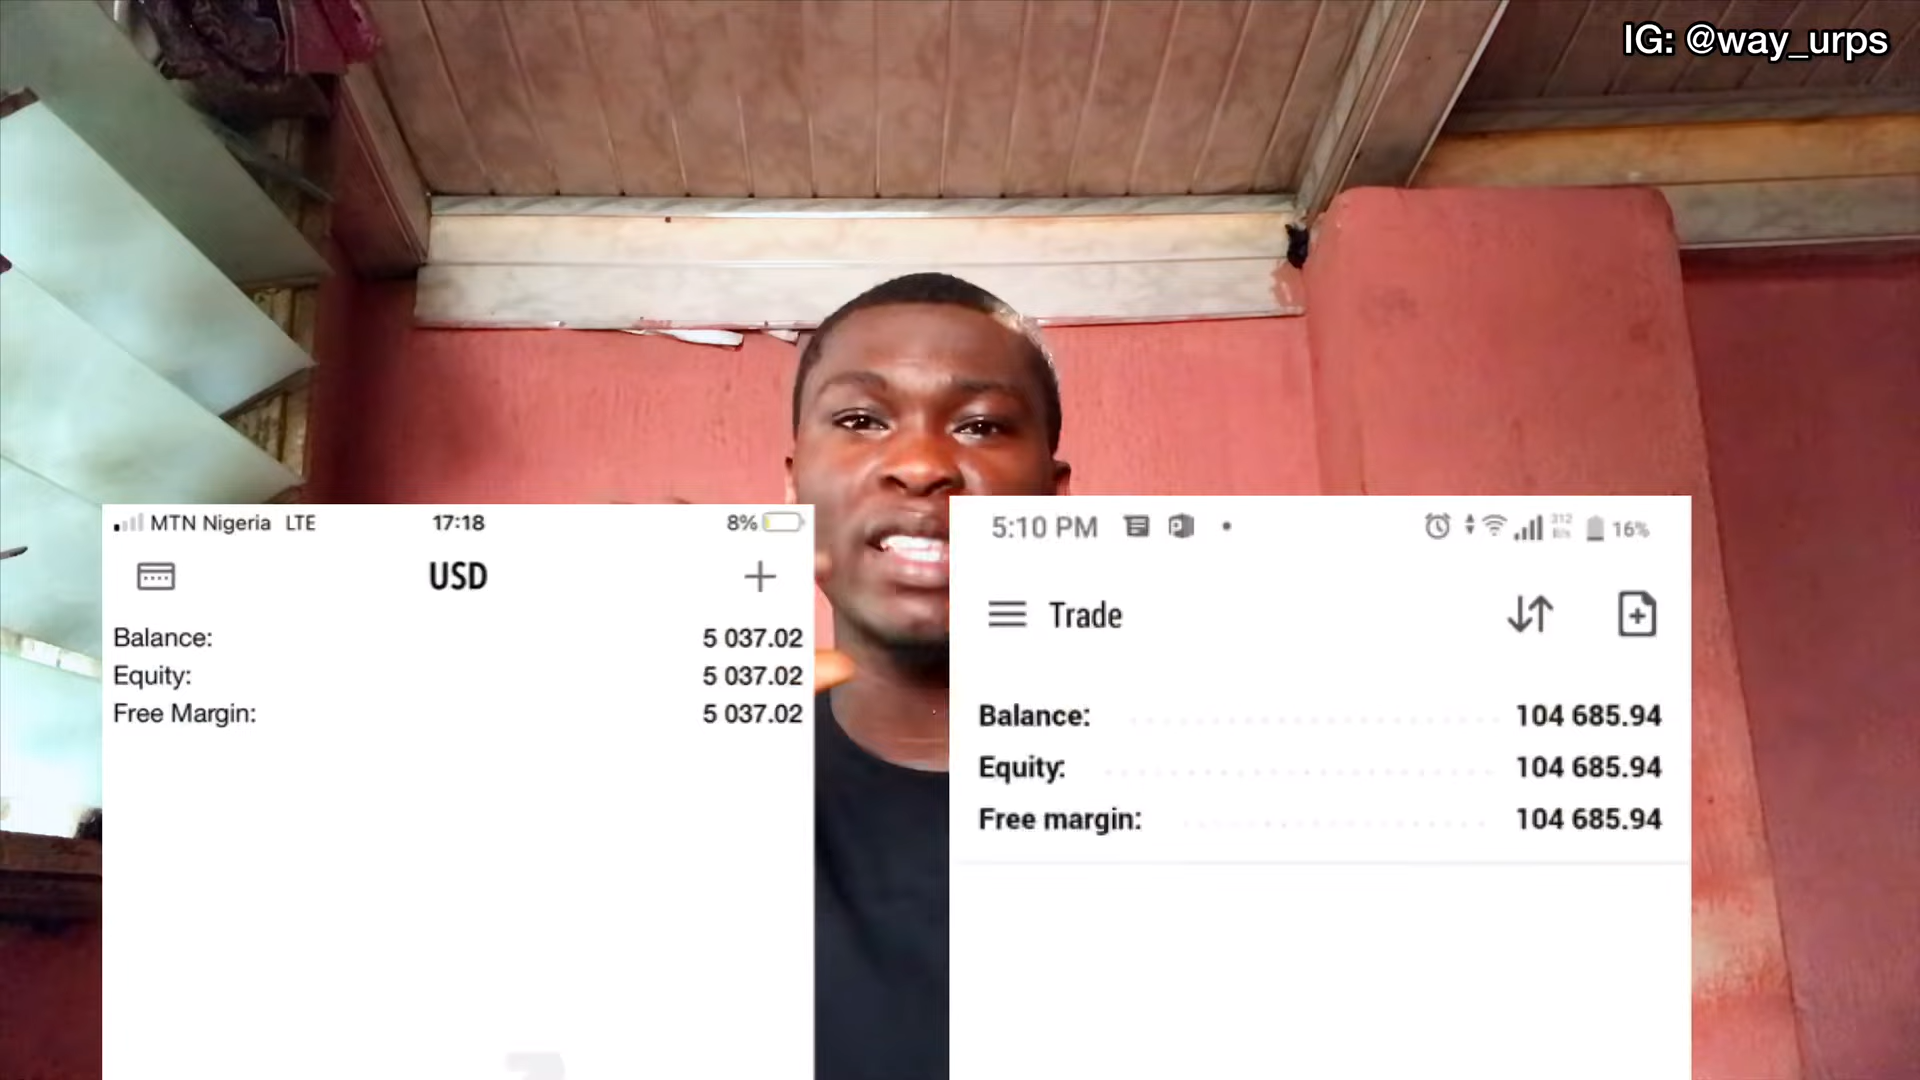 IG: @way_urps
MTN Nigeria LTE 17:18 8%
USD
Balance: 5 037.02
Equity: 5 037.02
Free Margin: 5 037.02
5:10 PM 16%
Trade
Balance: 104 685.94
Equity: 104 685.94
Free margin: 104 685.94